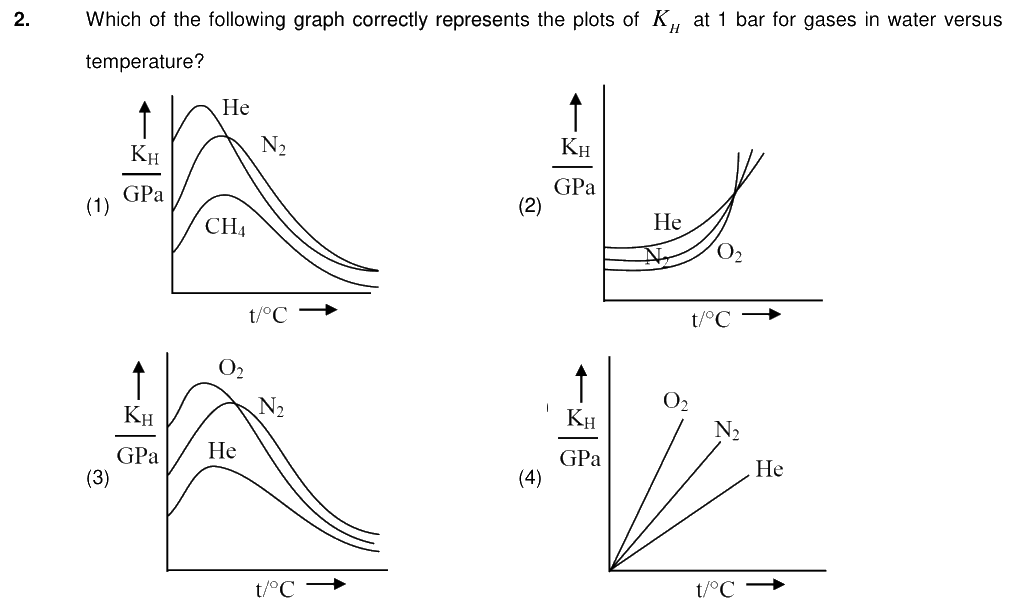 2. Which of the following graph correctly represents the plots of K_H at 1 bar for gases in water versus
temperature?
(1)
K_H
GPa
He
N₂
CH₄
t/°C
(2)
K_H
GPa
He
N₂
O₂
t/°C
(3)
K_H
GPa
O₂
N₂
He
t/°C
(4)
K_H
GPa
O₂
N₂
He
t/°C